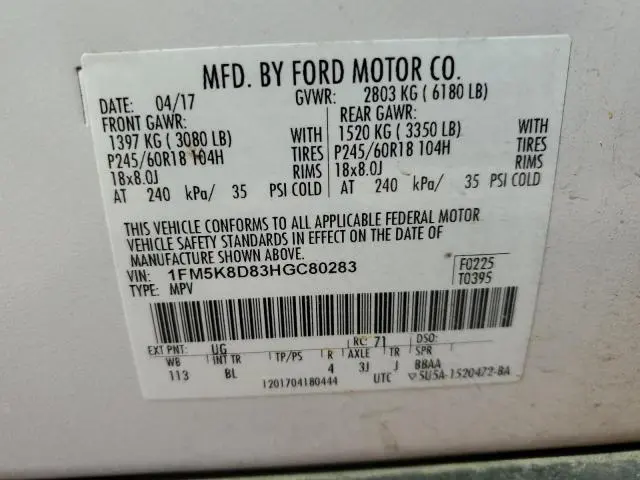 MFD. BY FORD MOTOR CO.
DATE: 04/17 GVWR: 2803 KG ( 6180 LB)
FRONT GAWR: REAR GAWR:
1397 KG ( 3080 LB) WITH 1520 KG ( 3350 LB) WITH
P245/60R18 104H TIRES P245/60R18 104H TIRES
18x8.0J RIMS 18x8.0J RIMS
AT 240 kPa/ 35 PSI COLD AT 240 kPa/ 35 PSI COLD
THIS VEHICLE CONFORMS TO ALL APPLICABLE FEDERAL MOTOR
VEHICLE SAFETY STANDARDS IN EFFECT ON THE DATE OF
MANUFACTURE SHOWN ABOVE.
VIN: 1FM5K8D83HGC80283 F0225
TYPE: MPV T0395
EXT PNT: UG RC: 71 DSO:
WB INT TR TP/PS R AXLE TR SPR
113 BL 4 3J J BBAA
1201704180444 UTC ▽5U5A-1520472-BA